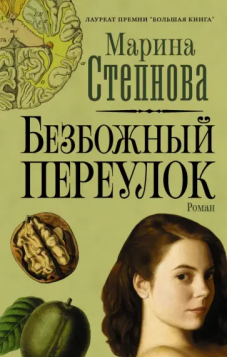 ЛАУРЕАТ ПРЕМИИ "БОЛЬШАЯ КНИГА"
МАРИНА
СТЕПНОВА
БЕЗБОЖНЫЙ
ПЕРЕУЛОК
Роман